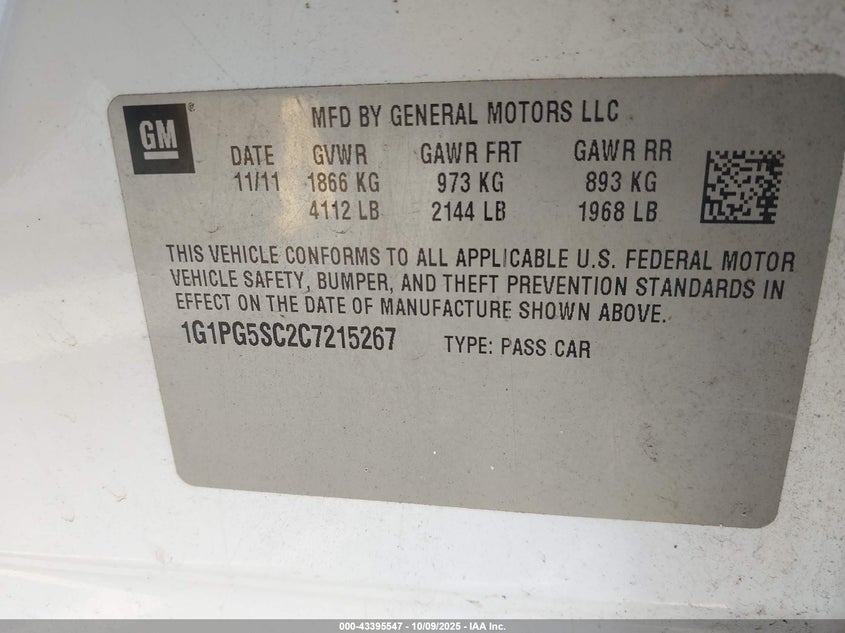 GM ®
MFD BY GENERAL MOTORS LLC
DATE GVWR GAWR FRT GAWR RR
11/11 1866 KG 973 KG 893 KG
4112 LB 2144 LB 1968 LB
THIS VEHICLE CONFORMS TO ALL APPLICABLE U.S. FEDERAL MOTOR
VEHICLE SAFETY, BUMPER, AND THEFT PREVENTION STANDARDS IN
EFFECT ON THE DATE OF MANUFACTURE SHOWN ABOVE.
1G1PG5SC2C7215267 TYPE: PASS CAR
000-43395547 - 10/09/2025 - IAA Inc.